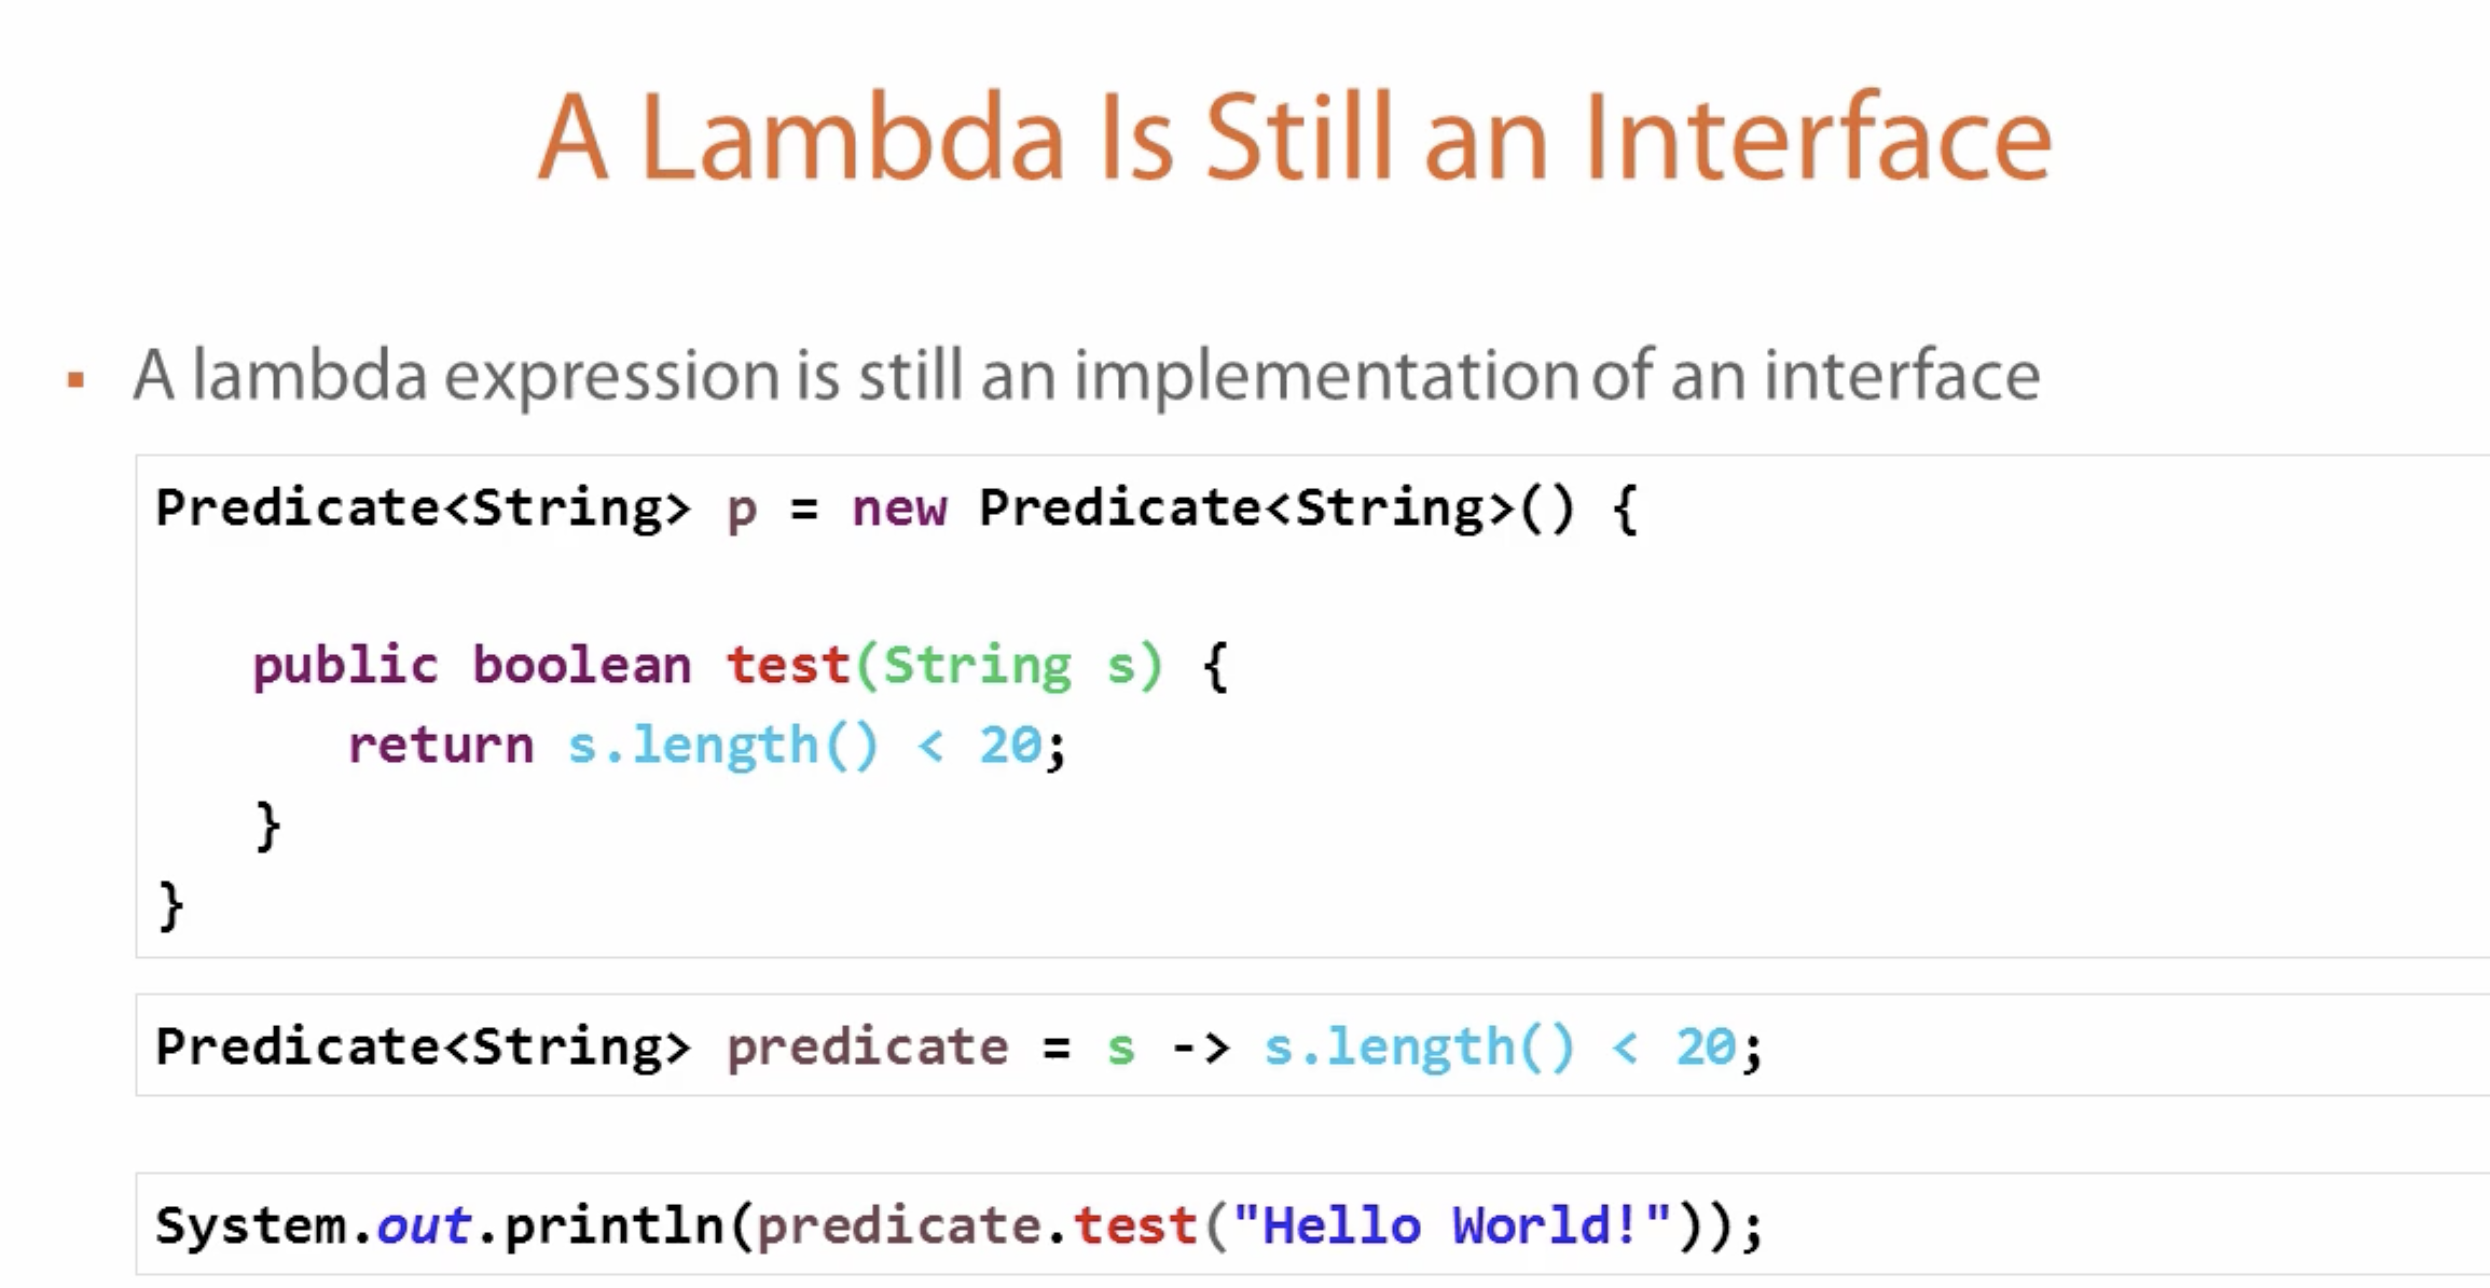 A Lambda Is Still an Interface
▪ A lambda expression is still an implementation of an interface
Predicate<String> p = new Predicate<String>() {
public boolean test(String s) {
return s.length() < 20;
}
}
Predicate<String> predicate = s -> s.length() < 20;
System.out.println(predicate.test("Hello World!"));